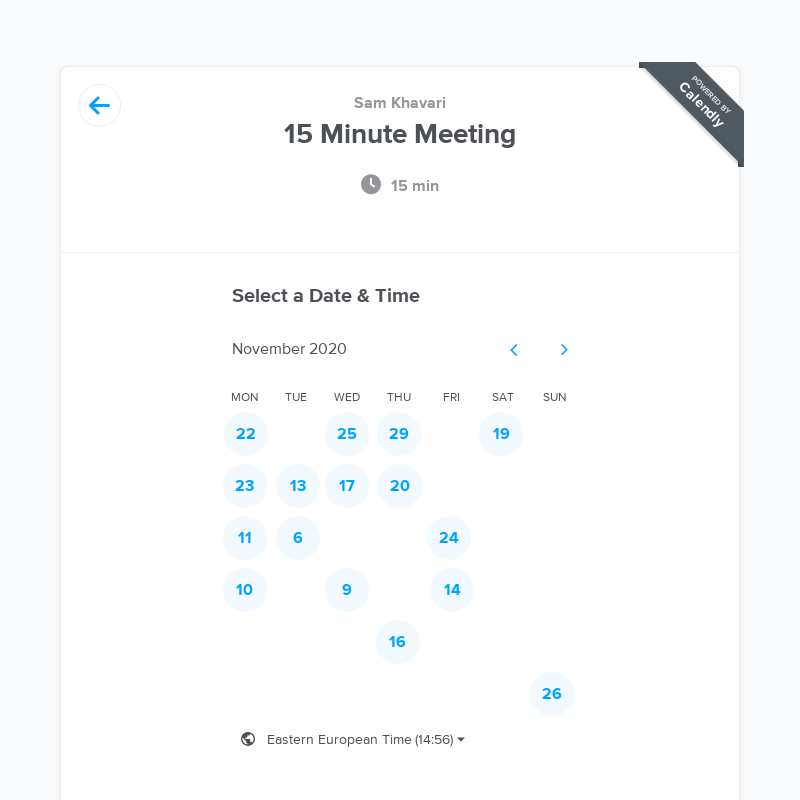 POWERED BY
Calendly
Sam Khavari
15 Minute Meeting
15 min
Select a Date & Time
November 2020
MON TUE WED THU FRI SAT SUN
22 25 29 19
23 13 17 20
11 6 24
10 9 14
16
26
Eastern European Time (14:56)